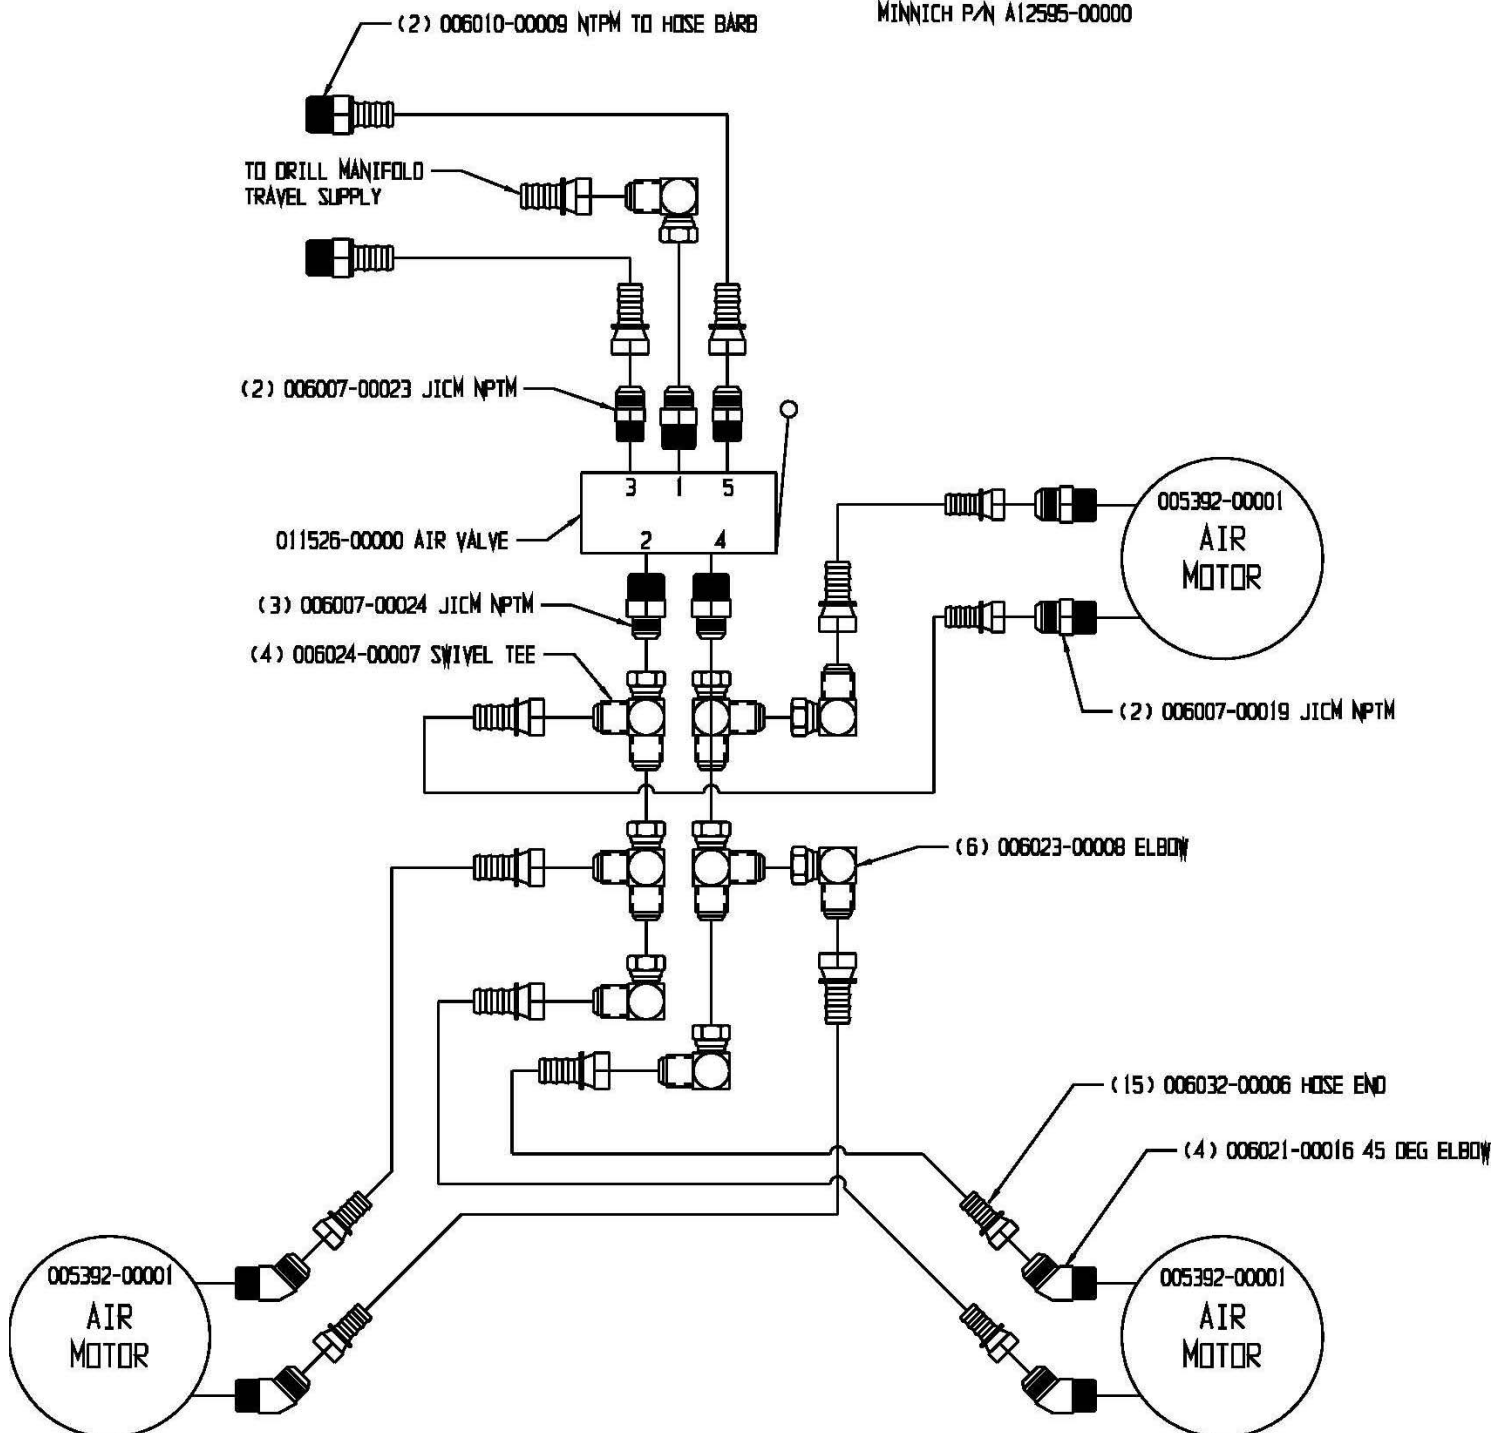 MINNICH P/N A12595-00000
(2) 006010-00009 NTPM TO HOSE BARB
TO DRILL MANIFOLD
TRAVEL SUPPLY
(2) 006007-00023 JICM NPTM
3 1 5
011526-00000 AIR VALVE
2 4
005392-00001
AIR
MOTOR
(3) 006007-00024 JICM NPTM
(4) 006024-00007 SWIVEL TEE
(2) 006007-00019 JICM NPTM
(6) 006023-00008 ELBOW
(15) 006032-00006 HOSE END
(4) 006021-00016 45 DEG ELBOW
005392-00001
AIR
MOTOR
005392-00001
AIR
MOTOR